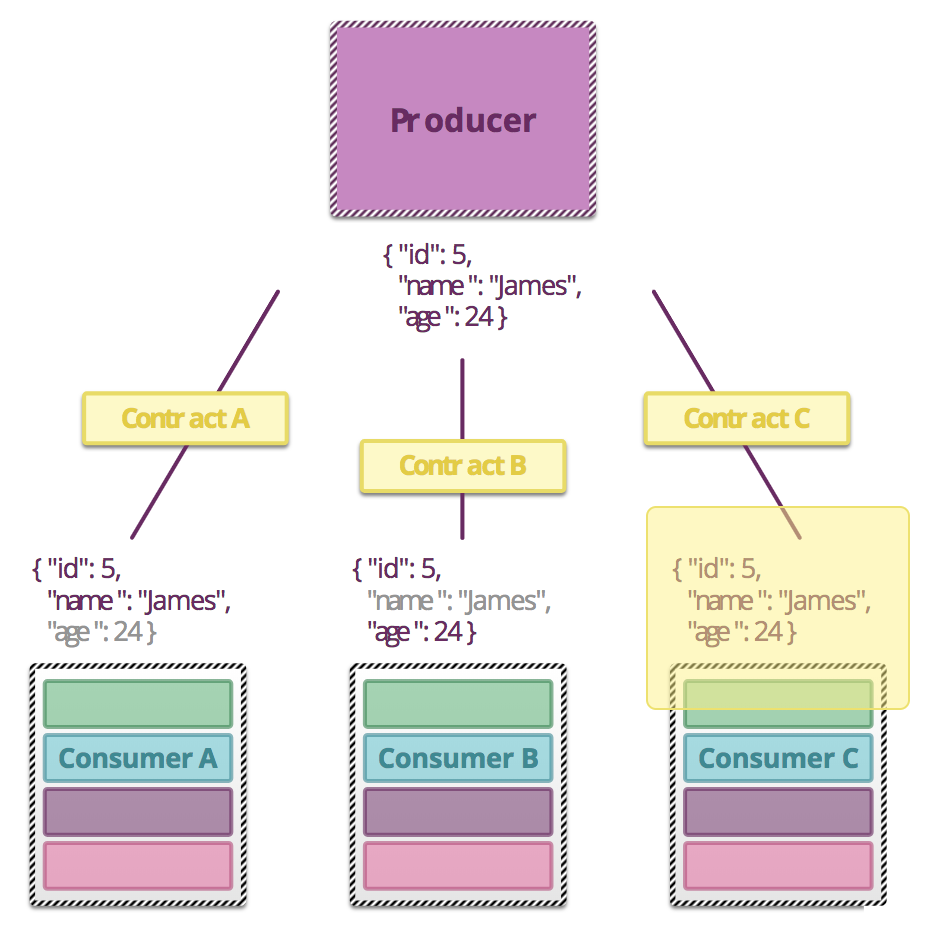 Producer
{ "id": 5,
"name": "James",
"age": 24 }
Contract A
Contract C
Contract B
{ "id": 5,
"name": "James",
"age": 24 }
{ "id": 5,
"name": "James",
"age": 24 }
{ "id": 5,
"name": "James",
"age": 24 }
Consumer A
Consumer B
Consumer C